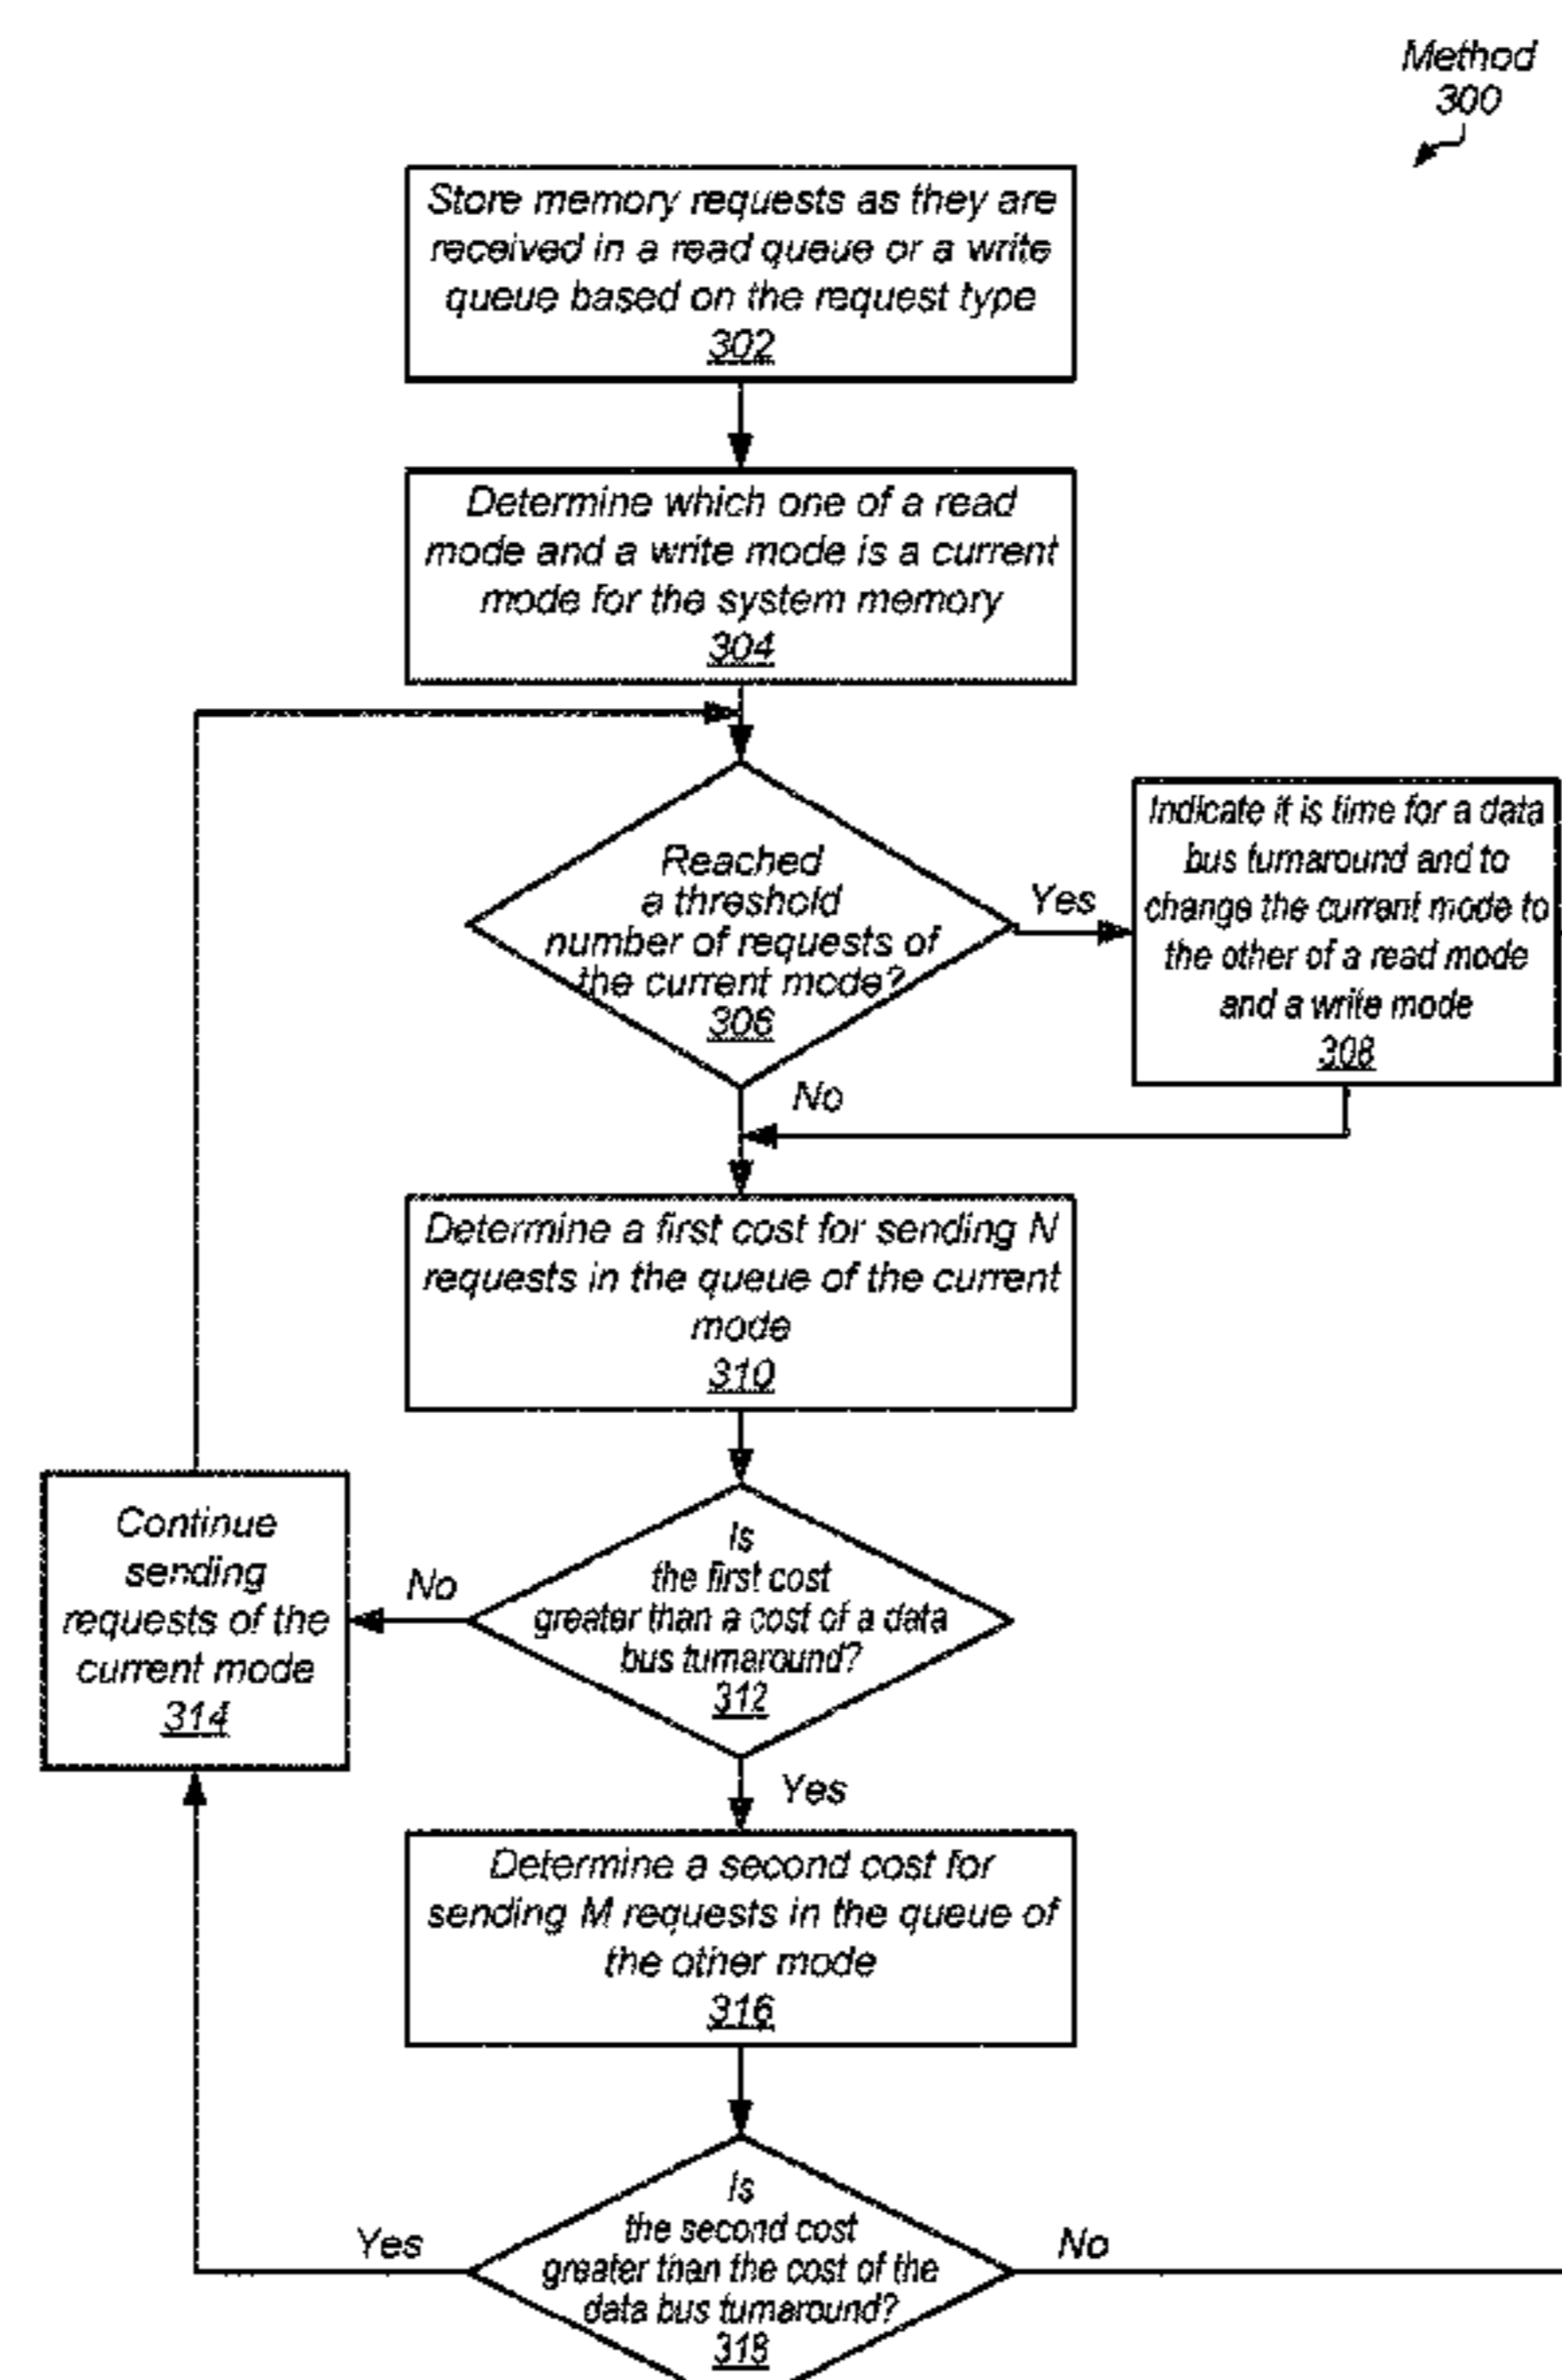 Method
300
Store memory requests as they are
received in a read queue or a write
queue based on the request type
302
Determine which one of a read
mode and a write mode is a current
mode for the system memory
304
Reached
a threshold
number of requests of
the current mode?
306
Yes
Indicate it is time for a data
bus turnaround and to
change the current mode to
the other of a read mode
and a write mode
308
No
Determine a first cost for sending N
requests in the queue of the current
mode
310
Is
the first cost
greater than a cost of a data
bus turnaround?
312
No
Continue
sending
requests of the
current mode
314
Yes
Determine a second cost for
sending M requests in the queue of
the other mode
316
Is
the second cost
greater than the cost of the
data bus turnaround?
318
Yes
No